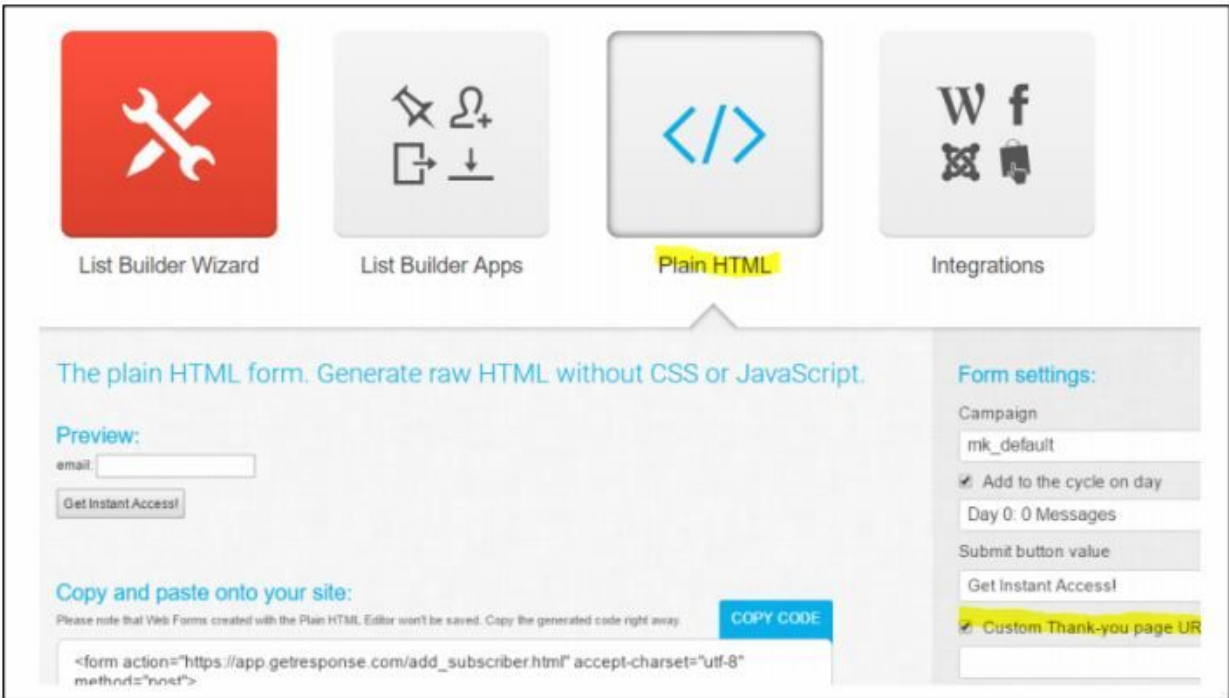 List Builder Wizard
List Builder Apps
Plain HTML
Integrations
The plain HTML form. Generate raw HTML without CSS or JavaScript.
Preview:
email:
Get Instant Access!
Copy and paste onto your site:
Please note that Web Forms created with the Plain HTML Editor won't be saved. Copy the generated code right away.
COPY CODE
<form action="https://app.getresponse.com/add_subscriber.html" accept-charset="utf-8"
method="post">
Form settings:
Campaign
mk_default
Add to the cycle on day
Day 0: 0 Messages
Submit button value
Get Instant Access!
Custom Thank-you page UR